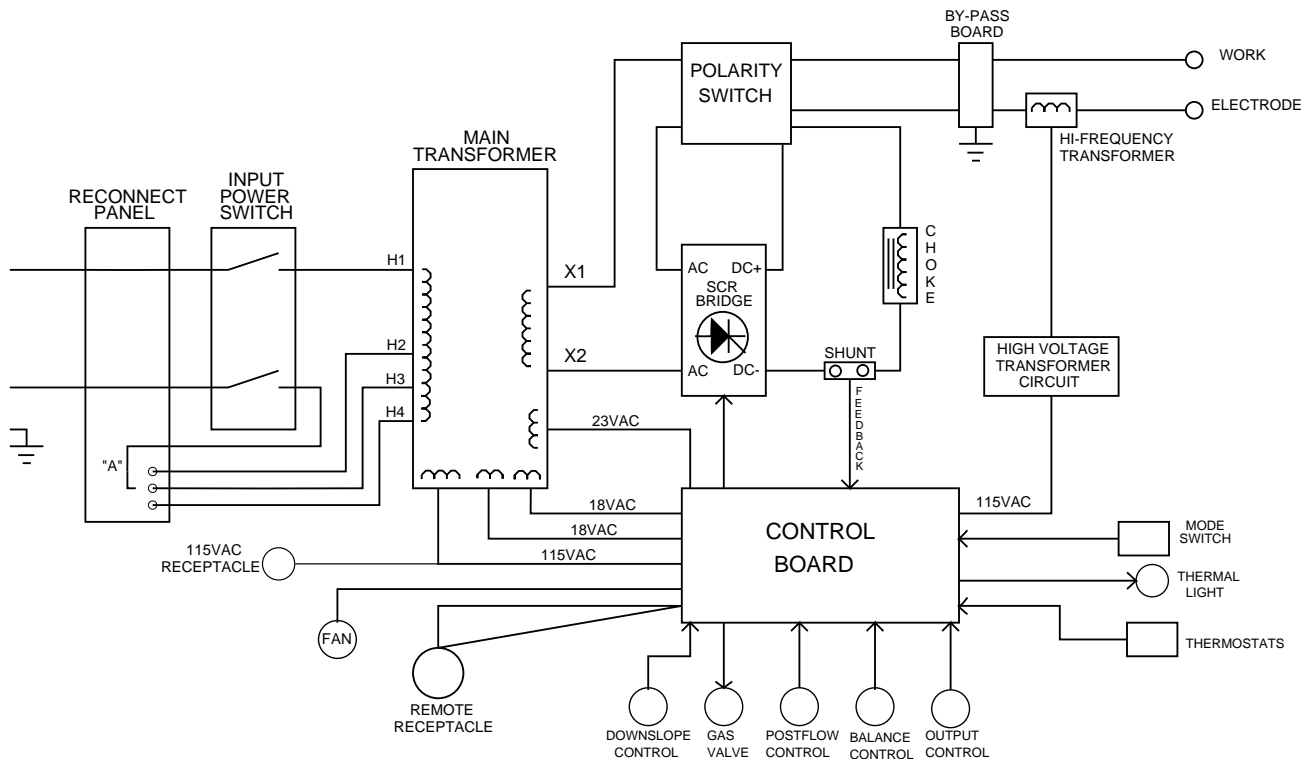 BY-PASS
BOARD
WORK
POLARITY
SWITCH
ELECTRODE
HI-FREQUENCY
TRANSFORMER
MAIN
TRANSFORMER
INPUT
POWER
SWITCH
RECONNECT
PANEL
H1
X1
AC DC+
SCR
BRIDGE
CHOKE
H2
X2
AC DC-
SHUNT
HIGH VOLTAGE
TRANSFORMER
CIRCUIT
H3
H4
FEEDBACK
23VAC
"A"
18VAC
18VAC
115VAC
115VAC
RECEPTACLE
CONTROL
BOARD
115VAC
MODE
SWITCH
THERMAL
LIGHT
THERMOSTATS
FAN
REMOTE
RECEPTACLE
DOWNSLOPE
CONTROL
GAS
VALVE
POSTFLOW
CONTROL
BALANCE
CONTROL
OUTPUT
CONTROL